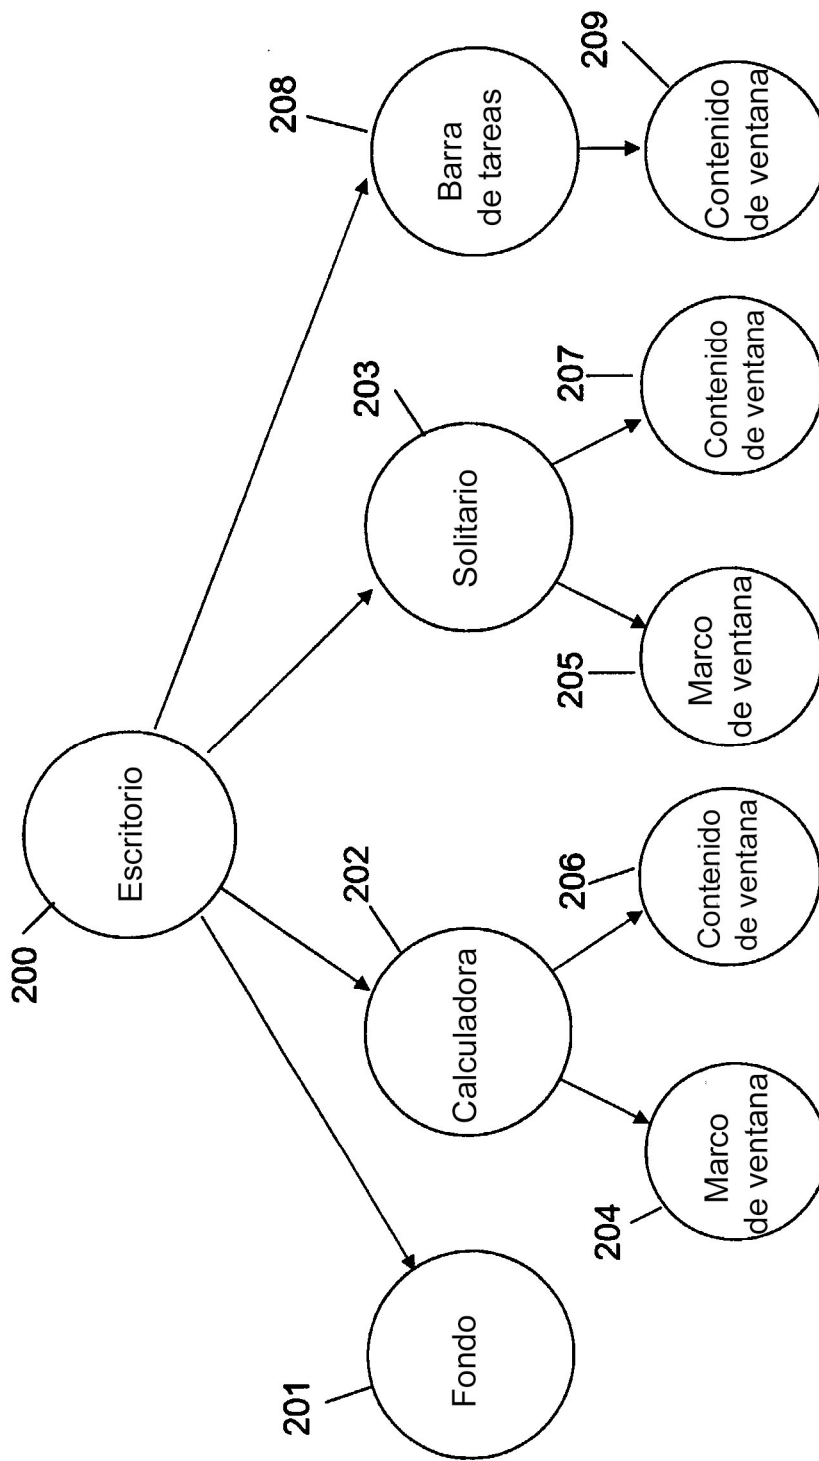 200
Escritorio
201
Fondo
202
Calculadora
203
Solitario
208
Barra
de tareas
204
Marco
de ventana
206
Contenido
de ventana
205
Marco
de ventana
207
Contenido
de ventana
209
Contenido
de ventana